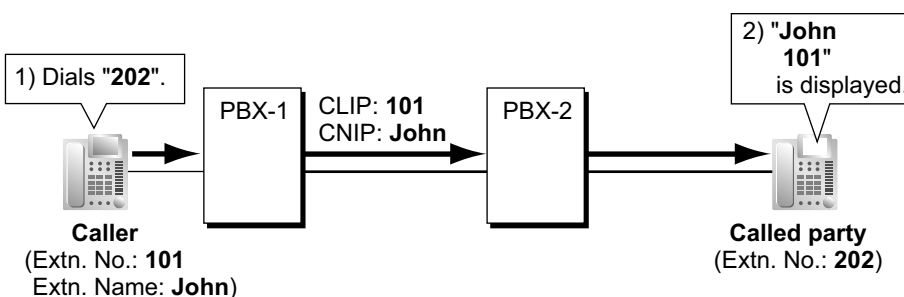 1) Dials "202".
PBX-1
CLIP: 101
CNIP: John
PBX-2
2) "John
101"
is displayed.
Caller
(Extn. No.: 101
Extn. Name: John)
Called party
(Extn. No.: 202)